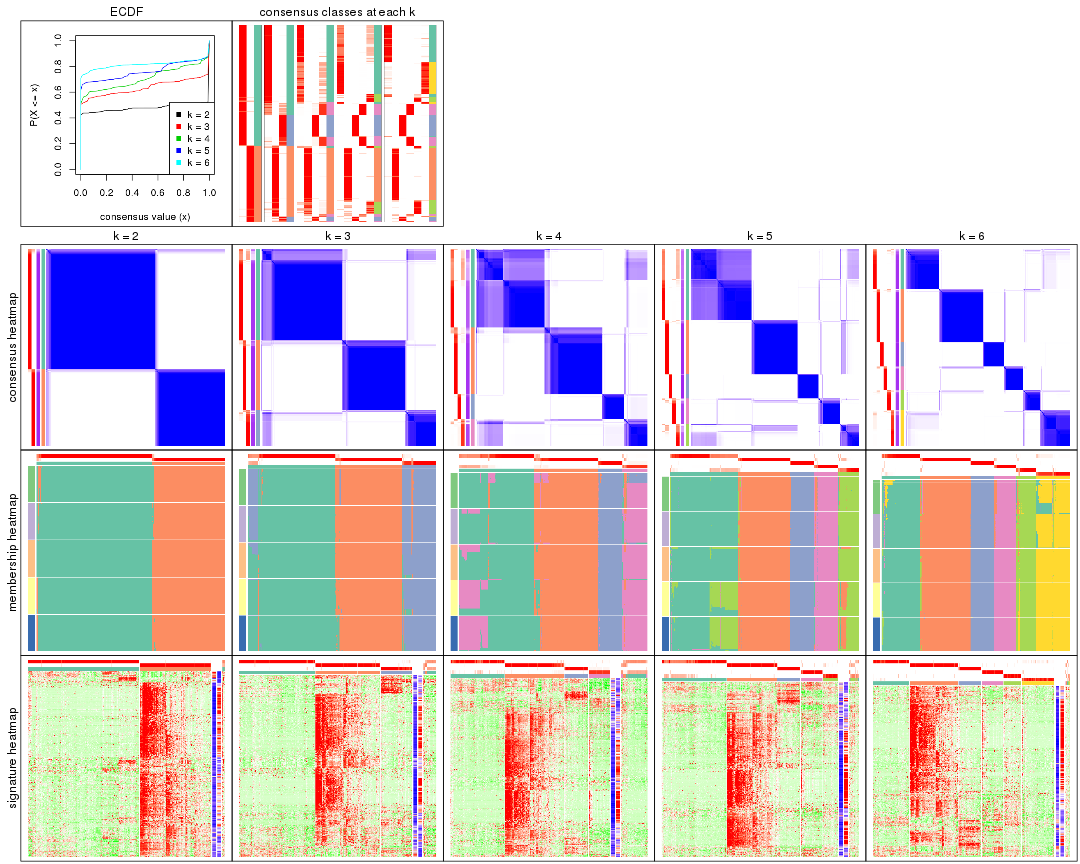 ECDF
consensus classes at each k
P(X <= x)
0.0
0.2
0.4
0.6
0.8
1.0
k = 2
k = 3
k = 4
k = 5
k = 6
0.0 0.2 0.4 0.6 0.8 1.0
consensus value (x)
k = 2
k = 3
k = 4
k = 5
k = 6
consensus heatmap
membership heatmap
signature heatmap